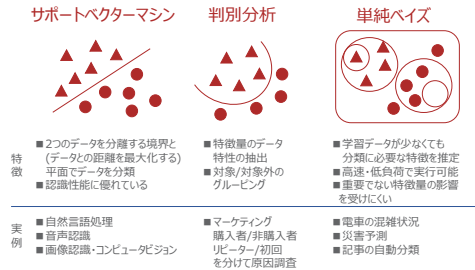 サポートベクターマシン
判別分析
単純ベイズ
特徴
■2つのデータを分離する境界と
(データとの距離を最大化する)
平面でデータを分類
■認識性能に優れている
■特徴量のデータ
特性の抽出
■対象/対象外の
グルーピング
■学習データが少なくても
分類に必要な特徴を推定
■高速・低負荷で実行可能
■重要でない特徴量の影響
を受けにくい
実例
■自然言語処理
■音声認識
■画像認識・コンピュータビジョン
■マーケティング
購入者/非購入者
リピーター/初回
を分けて原因調査
■電車の混雑状況
■災害予測
■記事の自動分類